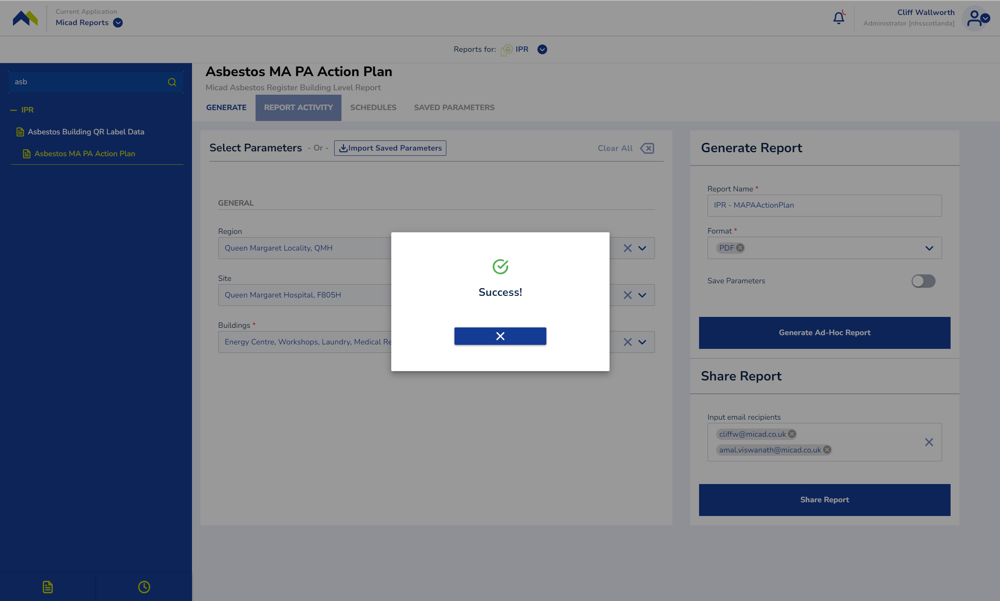 Current Application
Micad Reports
Cliff Wallworth
Administrator [nhsscotlanda]
Reports for: IPR
asb
IPR
Asbestos Building QR Label Data
Asbestos MA PA Action Plan
Asbestos MA PA Action Plan
Micad Asbestos Register Building Level Report
GENERATE REPORT ACTIVITY SCHEDULES SAVED PARAMETERS
Select Parameters - Or - Import Saved Parameters Clear All
GENERAL
Region
Queen Margaret Locality, QMH
Site
Queen Margaret Hospital, F805H
Buildings *
Energy Centre, Workshops, Laundry, Medical Re
Success!
Generate Report
Report Name *
IPR - MAPAActionPlan
Format *
PDF
Save Parameters
Generate Ad-Hoc Report
Share Report
Input email recipients
cliffw@micad.co.uk
amal.viswanath@micad.co.uk
Share Report